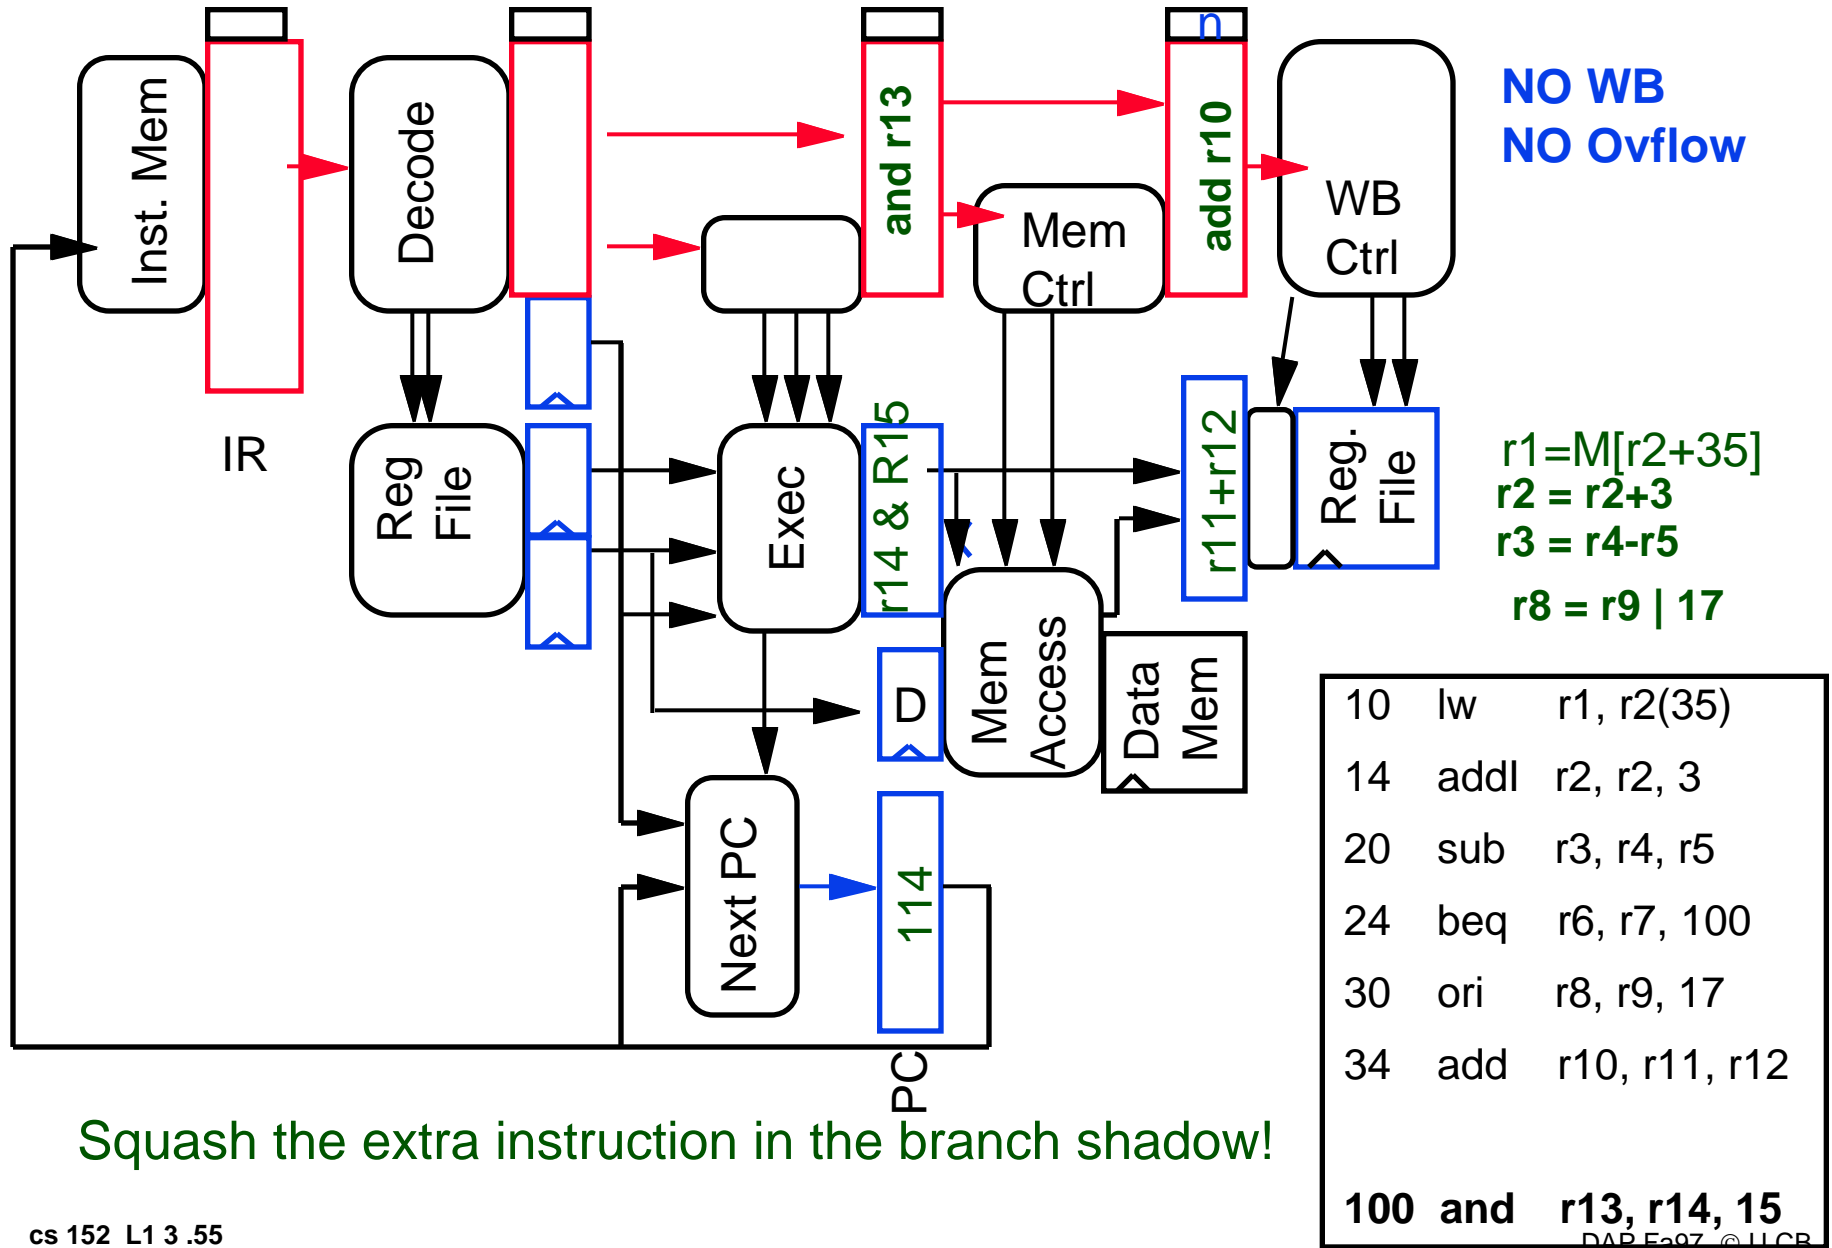 n
Inst. Mem
Decode
and r13
add r10
Mem
Ctrl
WB
Ctrl
NO WB
NO Ovflow
IR
Reg
File
Exec
r14 & R15
r11+r12
Reg.
File
r1=M[r2+35]
r2 = r2+3
r3 = r4-r5
r8 = r9 | 17
D
Mem
Access
Data
Mem
Next PC
114
PC
10 lw r1, r2(35)
14 addI r2, r2, 3
20 sub r3, r4, r5
24 beq r6, r7, 100
30 ori r8, r9, 17
34 add r10, r11, r12
100 and r13, r14, 15
Squash the extra instruction in the branch shadow!
cs 152 L1 3 .55
DAP Fa97, © U.CB